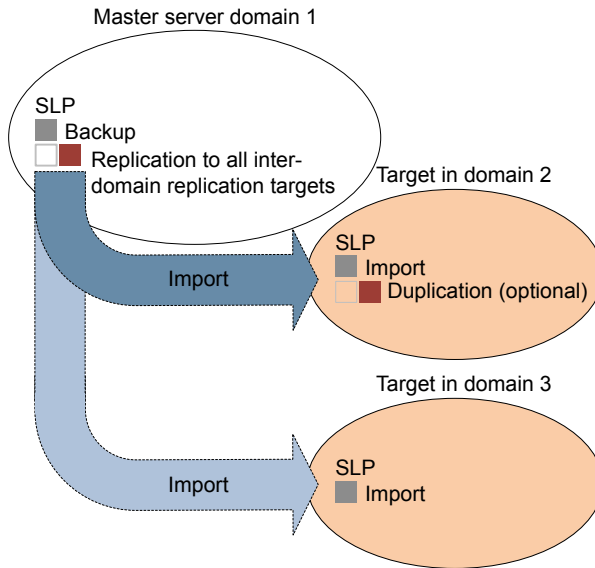 Master server domain 1
SLP
Backup
Replication to all inter-
domain replication targets
Target in domain 2
SLP
Import
Import
Duplication (optional)
Target in domain 3
SLP
Import
Import